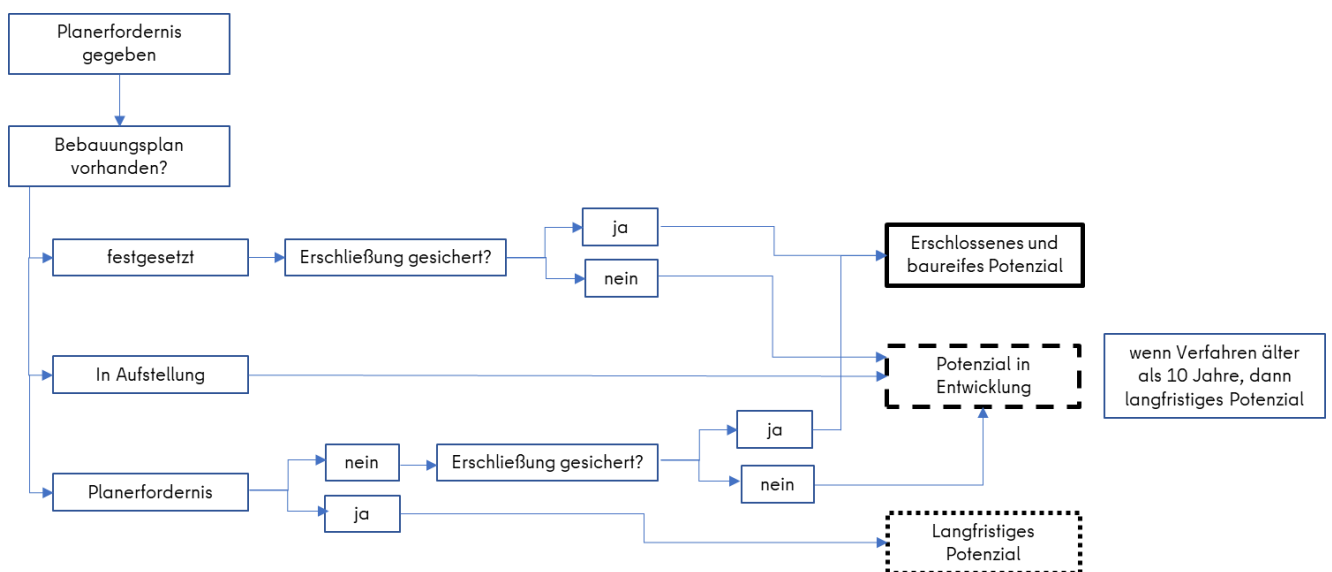 Planerfordernis
gegeben
Bebauungsplan
vorhanden?
festgesetzt
Erschließung gesichert?
ja
nein
Erschlossenes und
baureifes Potenzial
In Aufstellung
Potenzial in
Entwicklung
wenn Verfahren älter
als 10 Jahre, dann
langfristiges Potenzial
Planerfordernis
nein
Erschließung gesichert?
ja
nein
ja
Langfristiges
Potenzial